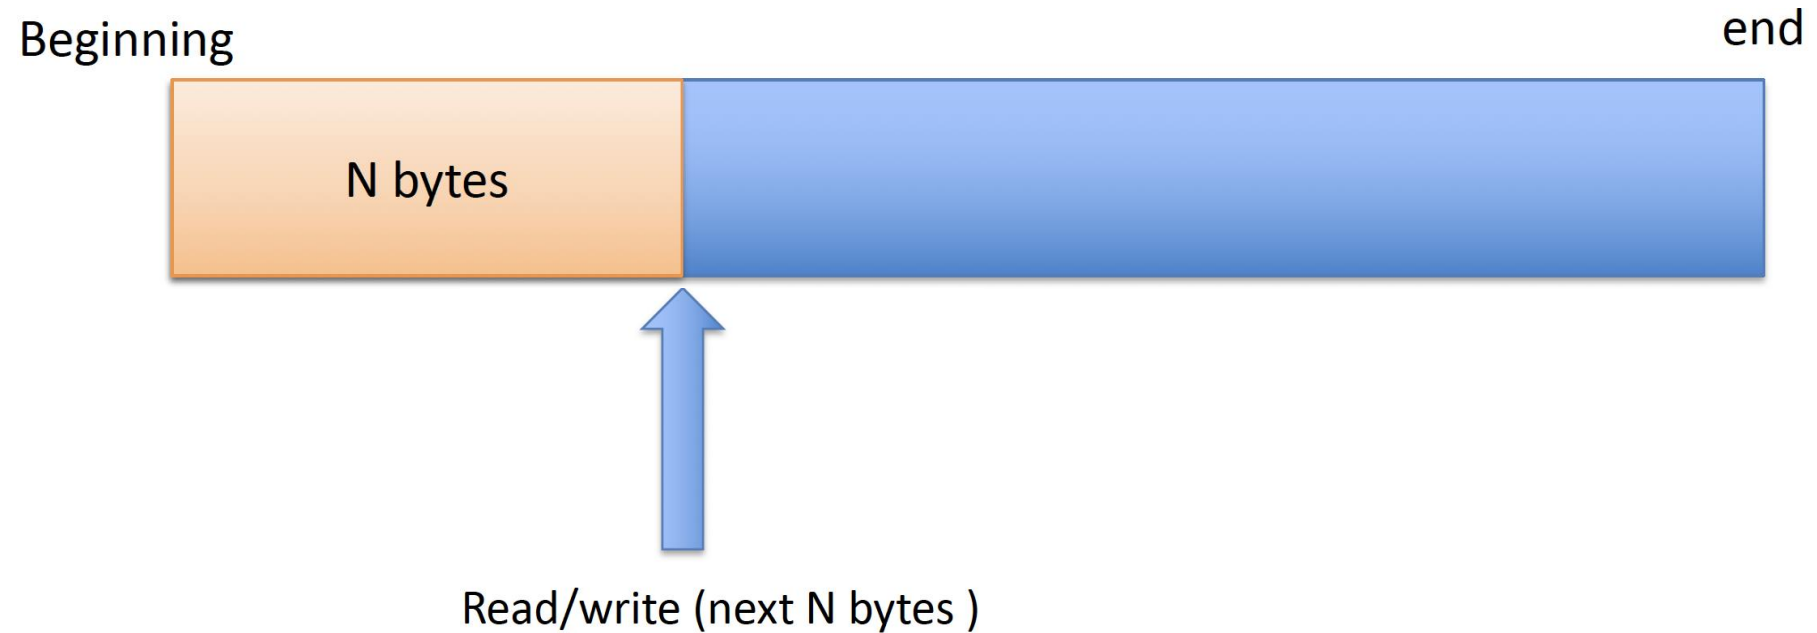 Beginning
end
N bytes
Read/write (next N bytes )